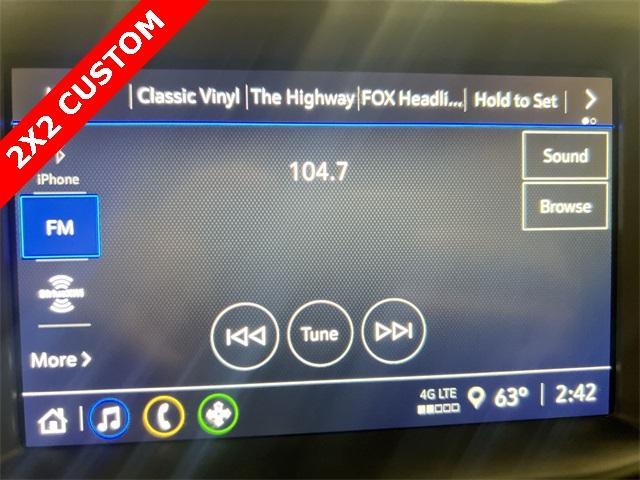 2X2 CUSTOM
Classic Vinyl The Highway FOX Headli... Hold to Set
iPhone
104.7
Sound
FM
Browse
SiriusXM
Tune
More
4G LTE
63° 2:42